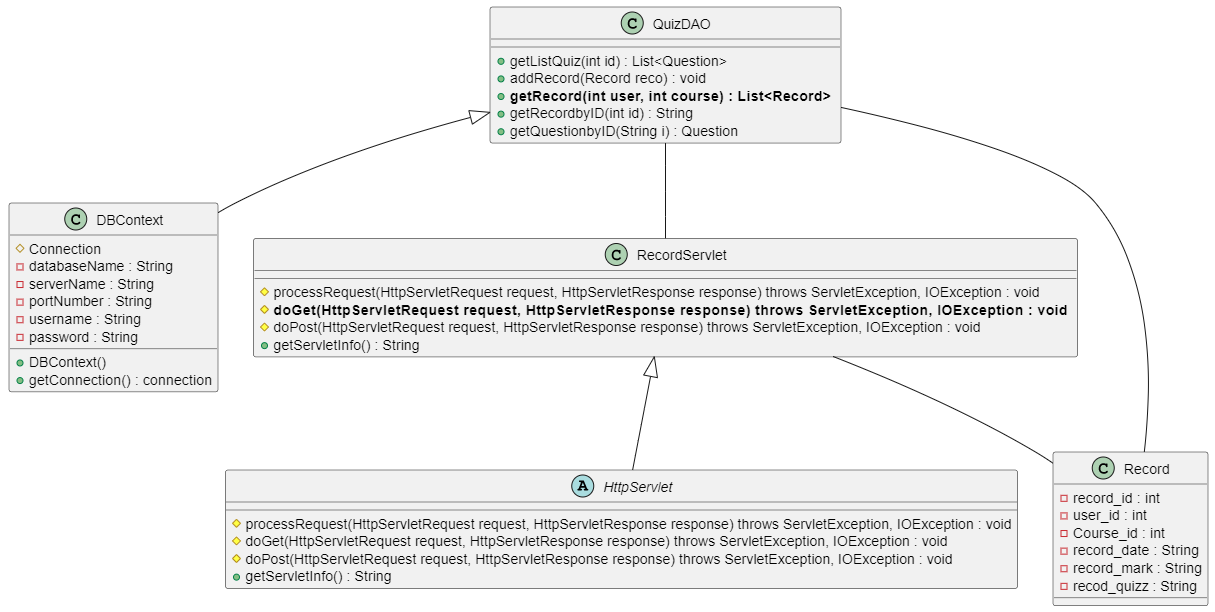 C QuizDAO
getListQuiz(int id) : List<Question>
addRecord(Record reco) : void
getRecord(int user, int course) : List<Record>
getRecordbyID(int id) : String
getQuestionbyID(String i) : Question
C DBContext
Connection
databaseName : String
serverName : String
portNumber : String
username : String
password : String
DBContext()
getConnection() : connection
C RecordServlet
processRequest(HttpServletRequest request, HttpServletResponse response) throws ServletException, IOException : void
doGet(HttpServletRequest request, HttpServletResponse response) throws ServletException, IOException : void
doPost(HttpServletRequest request, HttpServletResponse response) throws ServletException, IOException : void
getServletInfo() : String
A HttpServlet
processRequest(HttpServletRequest request, HttpServletResponse response) throws ServletException, IOException : void
doGet(HttpServletRequest request, HttpServletResponse response) throws ServletException, IOException : void
doPost(HttpServletRequest request, HttpServletResponse response) throws ServletException, IOException : void
getServletInfo() : String
C Record
record_id : int
user_id : int
Course_id : int
record_date : String
record_mark : String
recod_quizz : String